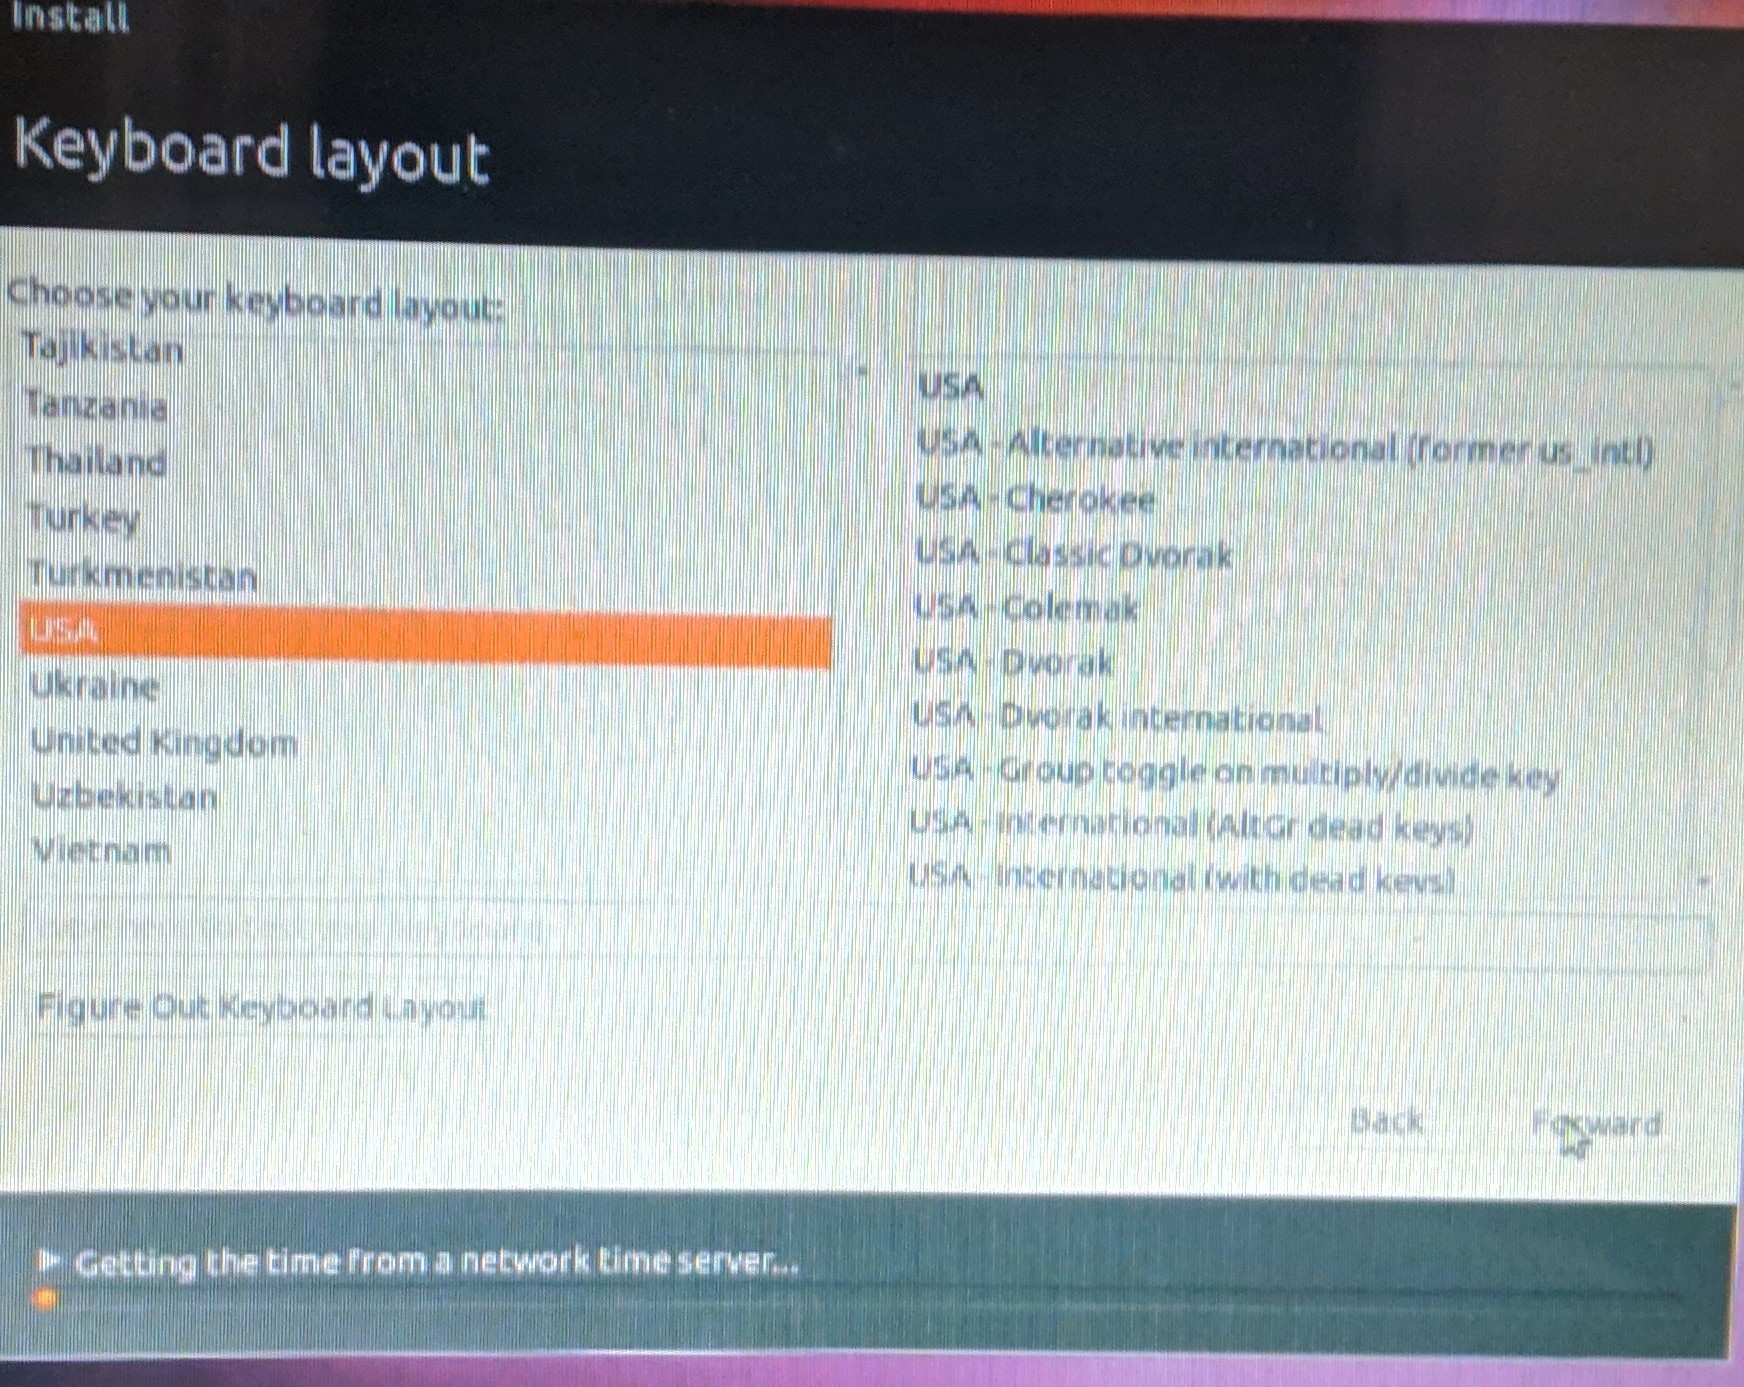 Install
Keyboard layout
Choose your keyboard layout:
Tajikistan
Tanzania
Thailand
Turkey
Turkmenistan
USA
Ukraine
United Kingdom
Uzbekistan
Vietnam
USA
USA - Alternative international (former us_intl)
USA - Cherokee
USA - Classic Dvorak
USA - Colemak
USA - Dvorak
USA - Dvorak international
USA - Group toggle on multiply/divide key
USA - International (AltGr dead keys)
USA - International (with dead keys)
Figure Out Keyboard Layout
Back
Forward
Getting the time from a network time server...